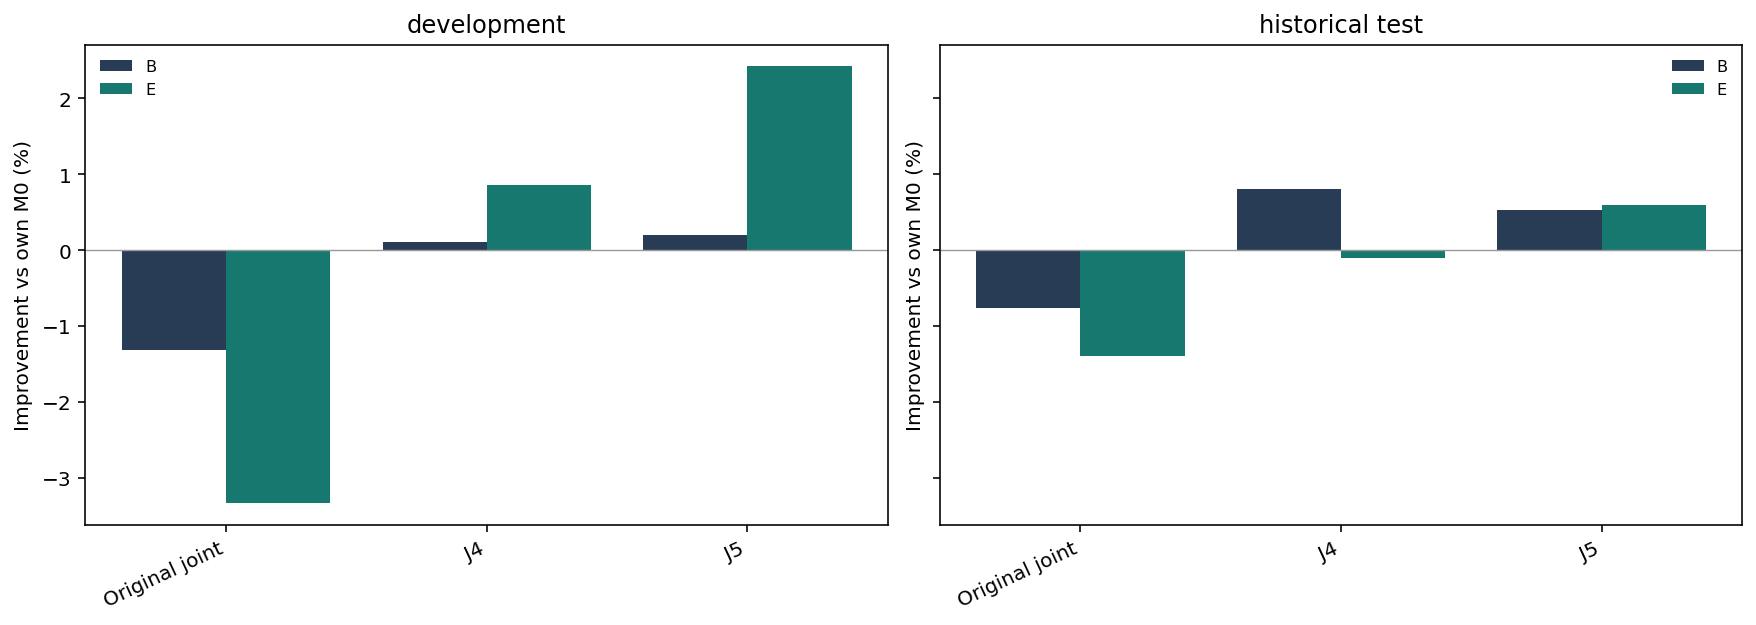 development
B
E
Improvement vs own M0 (%)
2
1
0
−1
−2
−3
Original joint
J4
J5
historical test
B
E
Improvement vs own M0 (%)
Original joint
J4
J5